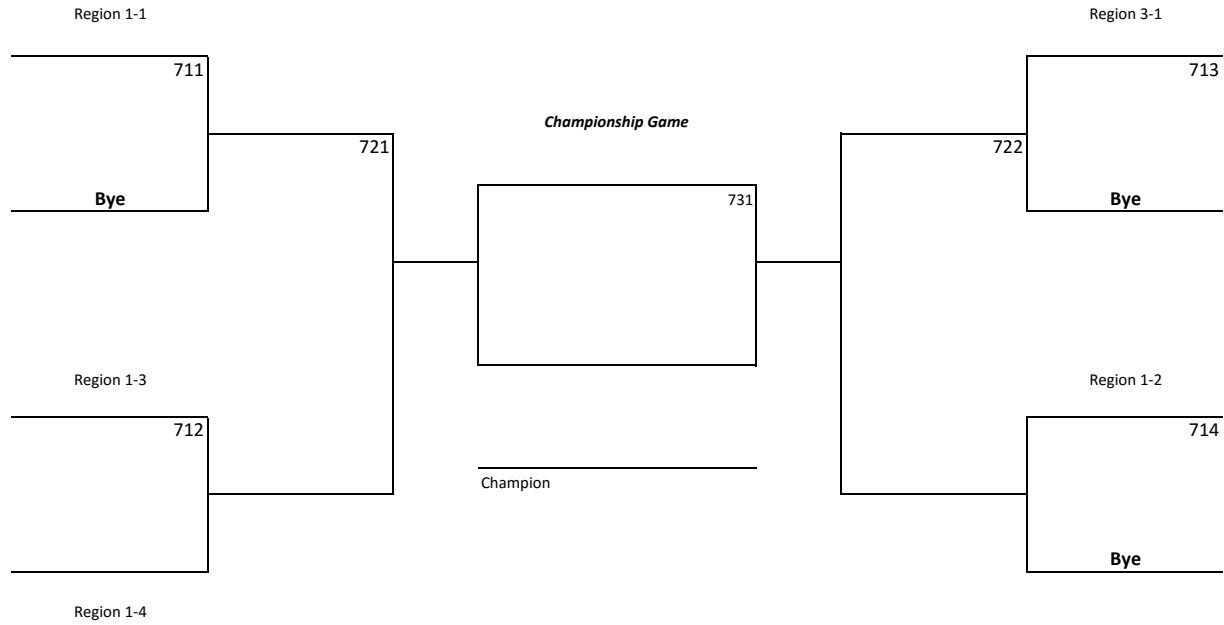 Region 1-1
Region 3-1
711
713
Championship Game
721
722
Bye
731
Bye
Region 1-3
Region 1-2
712
714
Champion
Bye
Region 1-4